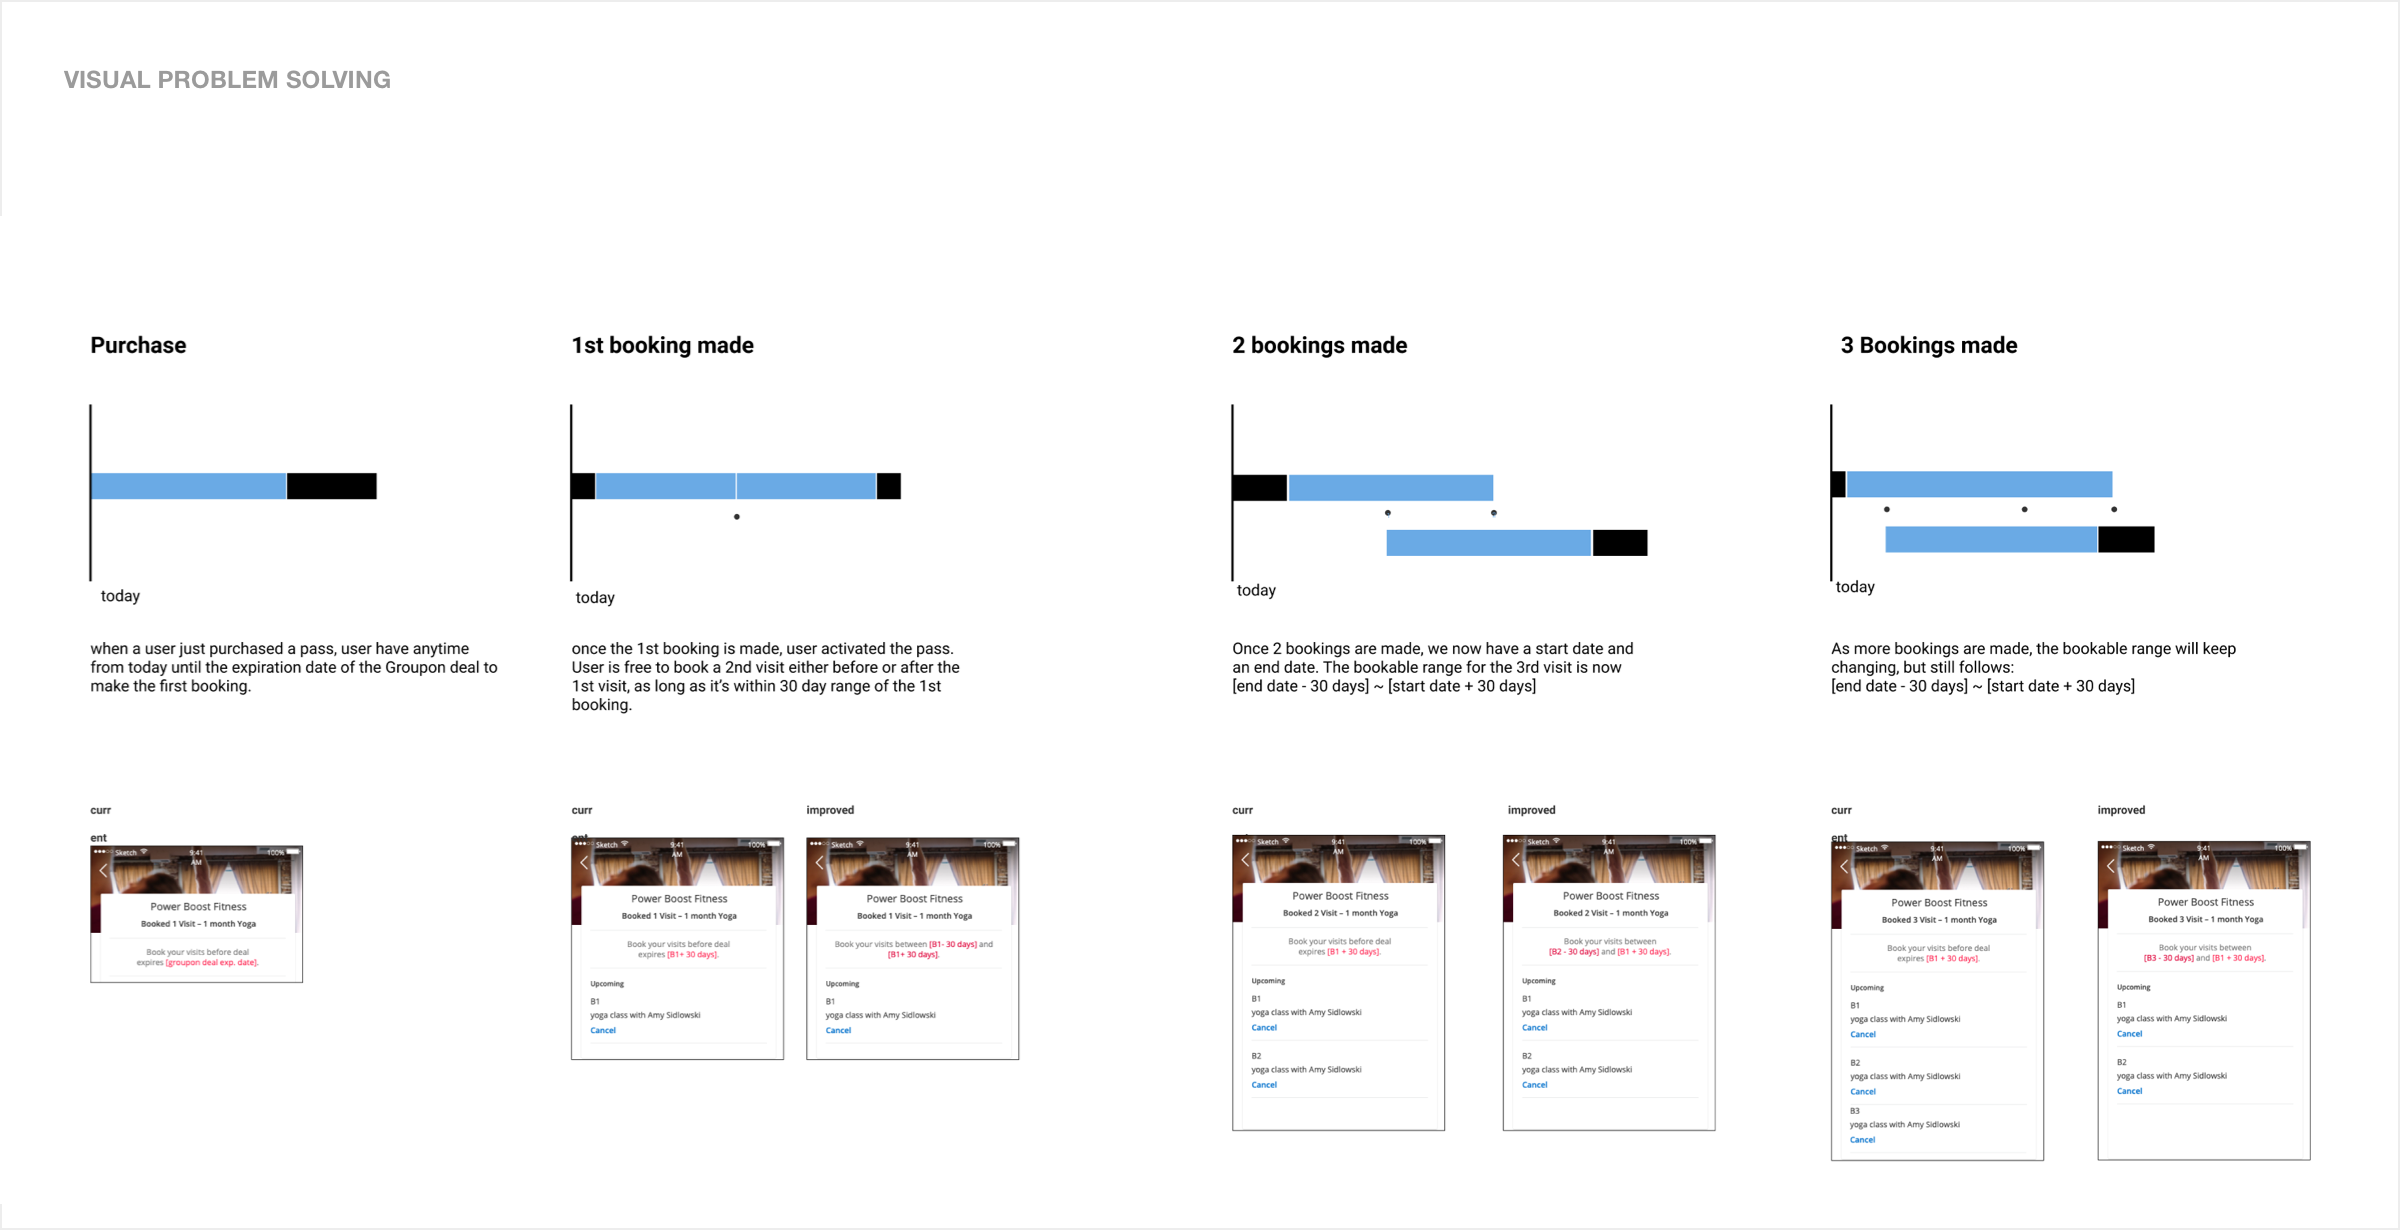 VISUAL PROBLEM SOLVING
Purchase
today
when a user just purchased a pass, user have anytime
from today until the expiration date of the Groupon deal to
make the first booking.
curr
ent
Sketch
9:41
AM
100%
Power Boost Fitness
Booked 1 Visit – 1 month Yoga
Book your visits before deal
expires [groupon deal exp. date].
1st booking made
today
once the 1st booking is made, user activated the pass.
User is free to book a 2nd visit either before or after the
1st visit, as long as it’s within 30 day range of the 1st
booking.
curr
ent
Sketch
9:41
AM
100%
Power Boost Fitness
Booked 1 Visit – 1 month Yoga
Book your visits before deal
expires [B1+ 30 days].
Upcoming
B1
yoga class with Amy Sidlowski
Cancel
improved
Sketch
9:41
AM
100%
Power Boost Fitness
Booked 1 Visit – 1 month Yoga
Book your visits between [B1- 30 days] and
[B1+ 30 days].
Upcoming
B1
yoga class with Amy Sidlowski
Cancel
2 bookings made
today
Once 2 bookings are made, we now have a start date and
an end date. The bookable range for the 3rd visit is now
[end date - 30 days] ~ [start date + 30 days]
curr
Sketch
9:41
AM
100%
Power Boost Fitness
Booked 2 Visit – 1 month Yoga
Book your visits before deal
expires [B1 + 30 days].
Upcoming
B1
yoga class with Amy Sidlowski
Cancel
B2
yoga class with Amy Sidlowski
Cancel
improved
Sketch
9:41
AM
100%
Power Boost Fitness
Booked 2 Visit – 1 month Yoga
Book your visits between
[B2 - 30 days] and [B1 + 30 days].
Upcoming
B1
yoga class with Amy Sidlowski
Cancel
B2
yoga class with Amy Sidlowski
Cancel
3 Bookings made
today
As more bookings are made, the bookable range will keep
changing, but still follows:
[end date - 30 days] ~ [start date + 30 days]
curr
ent
Sketch
9:41
AM
100%
Power Boost Fitness
Booked 3 Visit – 1 month Yoga
Book your visits before deal
expires [B1 + 30 days].
Upcoming
B1
yoga class with Amy Sidlowski
Cancel
B2
yoga class with Amy Sidlowski
Cancel
B3
yoga class with Amy Sidlowski
Cancel
improved
Sketch
9:41
AM
100%
Power Boost Fitness
Booked 3 Visit – 1 month Yoga
Book your visits between
[B3 - 30 days] and [B1 + 30 days].
Upcoming
B1
yoga class with Amy Sidlowski
Cancel
B2
yoga class with Amy Sidlowski
Cancel